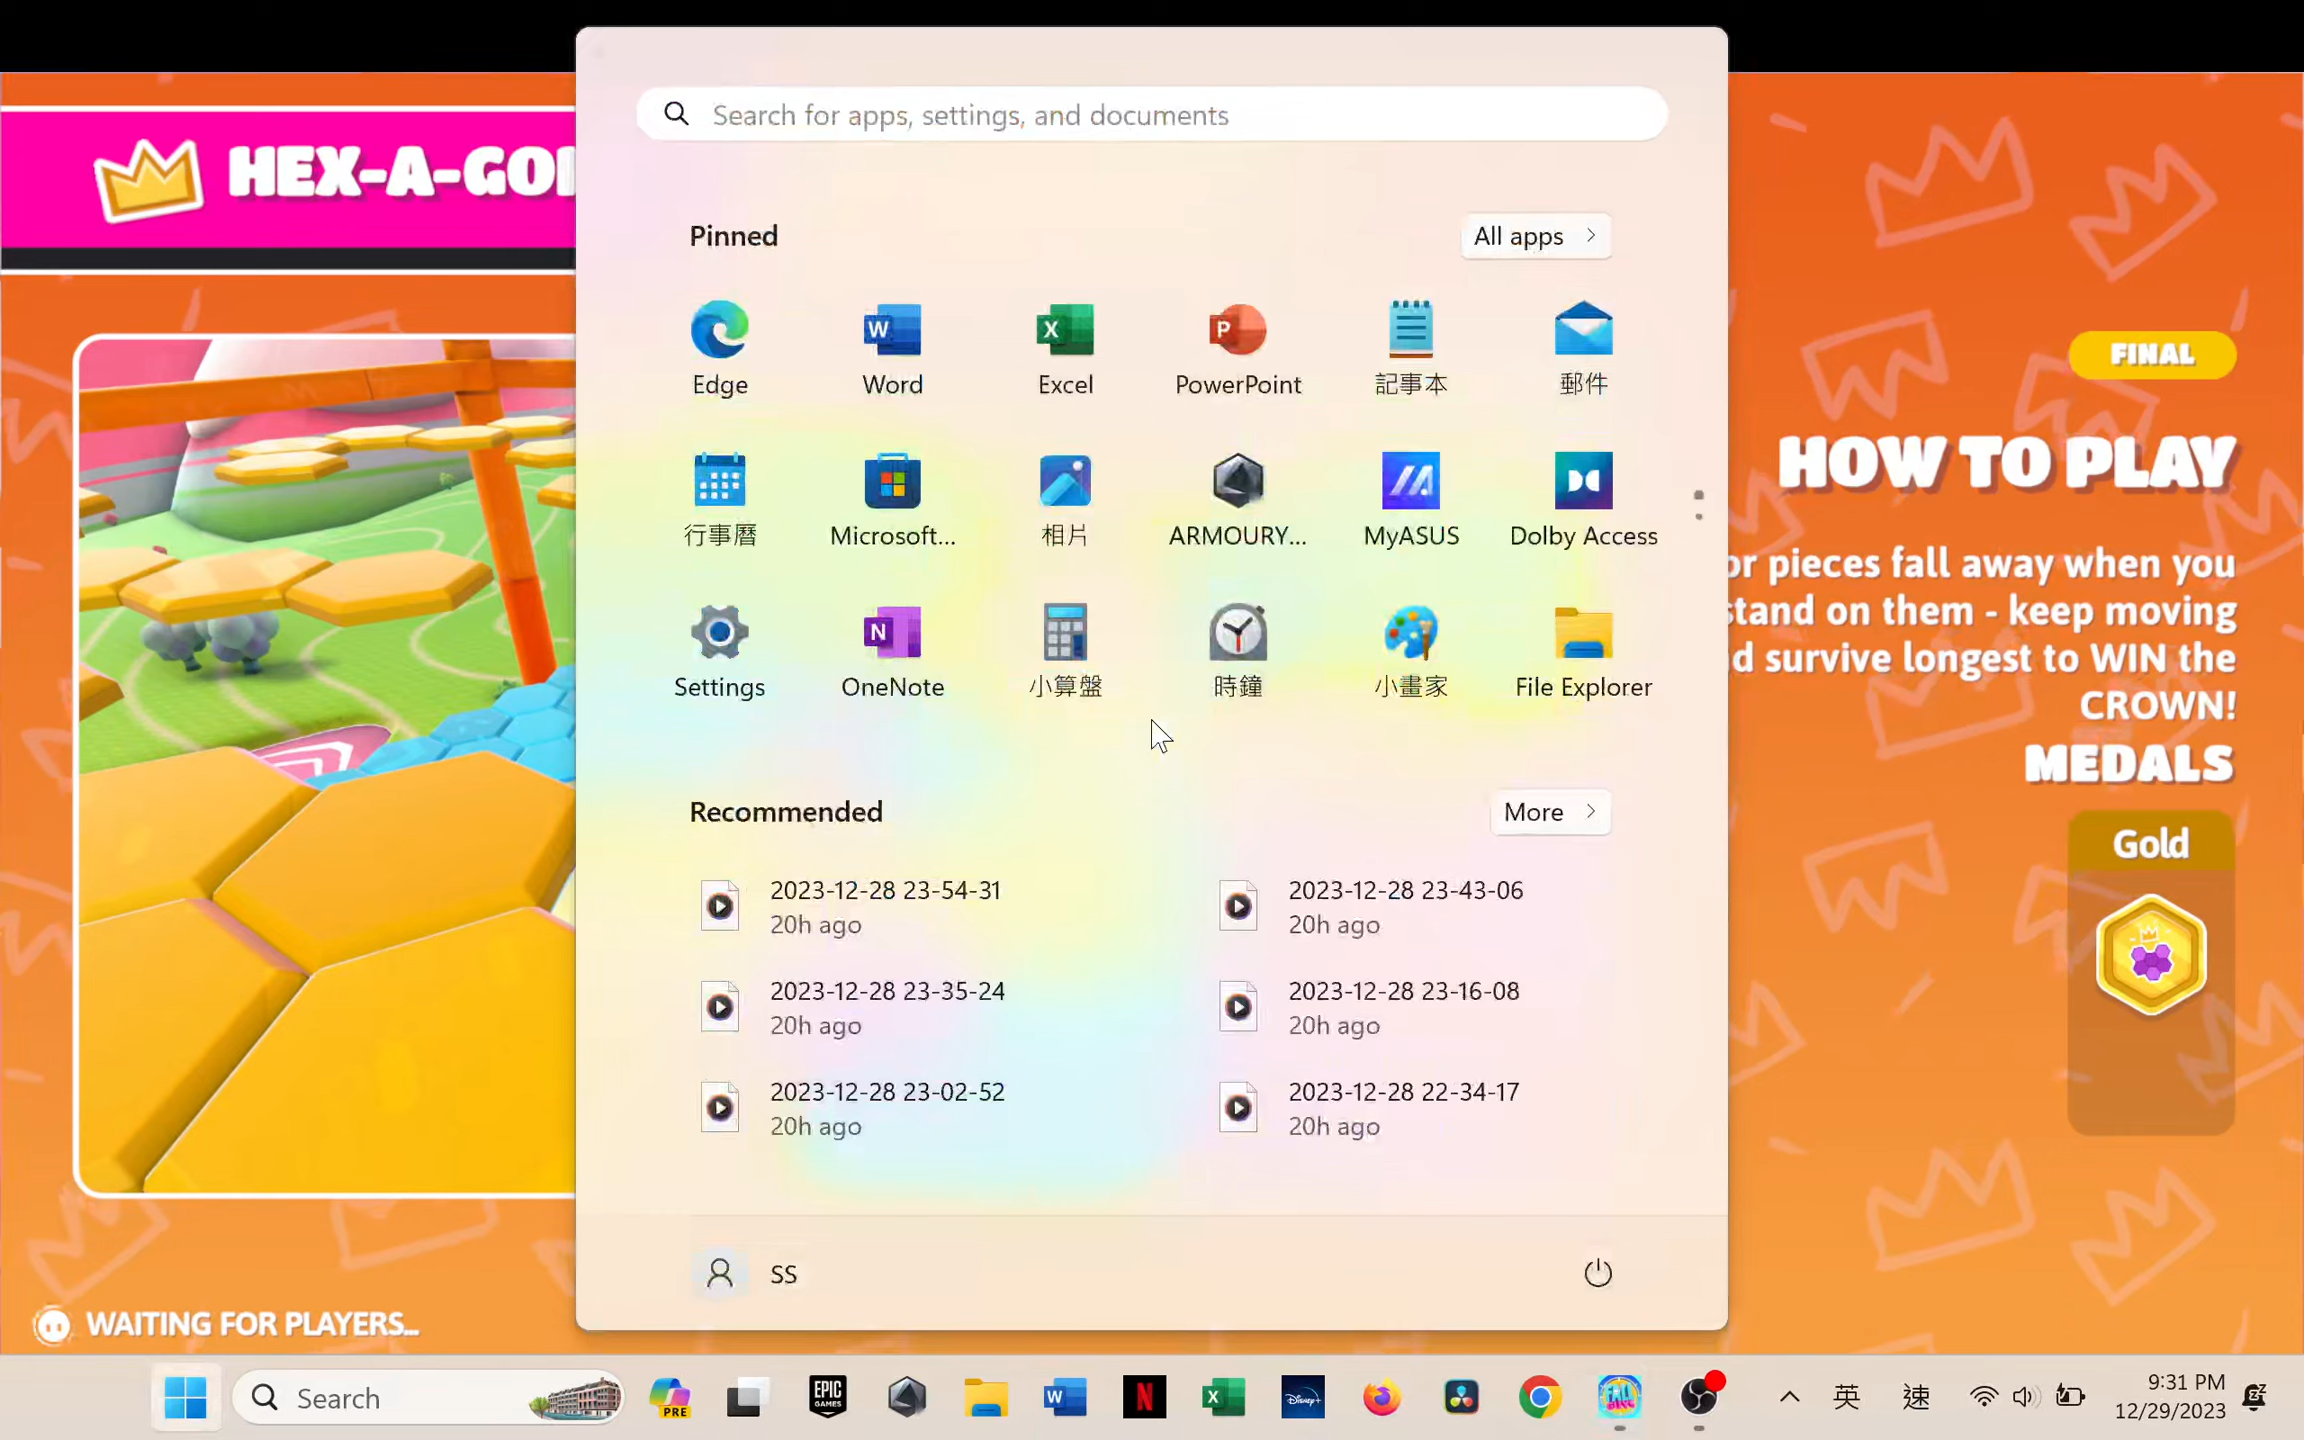 Search for apps, settings, and documents
HEX-A-GO
Pinned
All apps
Edge
Word
Excel
PowerPoint
記事本
郵件
行事曆
Microsoft...
相片
ARMOURY...
MyASUS
Dolby Access
Settings
OneNote
小算盤
時鐘
小畫家
File Explorer
Recommended
More
2023-12-28 23-54-31
20h ago
2023-12-28 23-43-06
20h ago
2023-12-28 23-35-24
20h ago
2023-12-28 23-16-08
20h ago
2023-12-28 23-02-52
20h ago
2023-12-28 22-34-17
20h ago
SS
FINAL
HOW TO PLAY
or pieces fall away when you
stand on them - keep moving
d survive longest to WIN the
CROWN!
MEDALS
Gold
WAITING FOR PLAYERS...
Search
PRE
EPIC
GAMES
W
N
X
Disney+
FALL
英
速
9:31 PM
12/29/2023